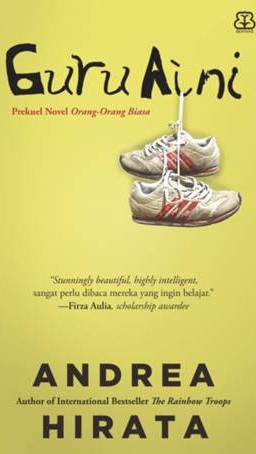 BENTANG
Guru Aini
Prekuel Novel Orang-Orang Biasa
"Stunningly beautiful, highly intelligent,
sangat perlu dibaca mereka yang ingin belajar."
—Firza Aulia, scholarship awardee
ANDREA
Author of International Bestseller The Rainbow Troops
HIRATA